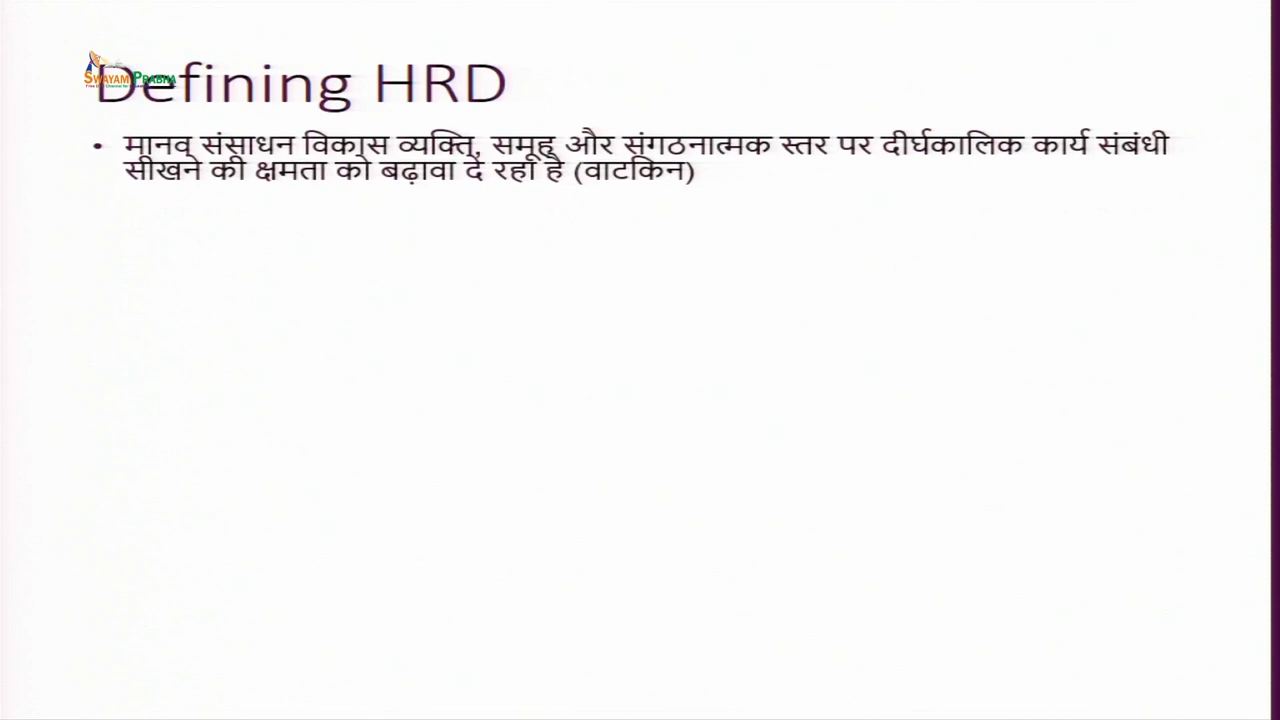 SWAYAM PRABHA
Defining HRD
• मानव संसाधन विकास व्यक्ति, समूह और संगठनात्मक स्तर पर दीर्घकालिक कार्य संबंधी
सीखने की क्षमता को बढ़ावा दे रहा है (वाटकिन)